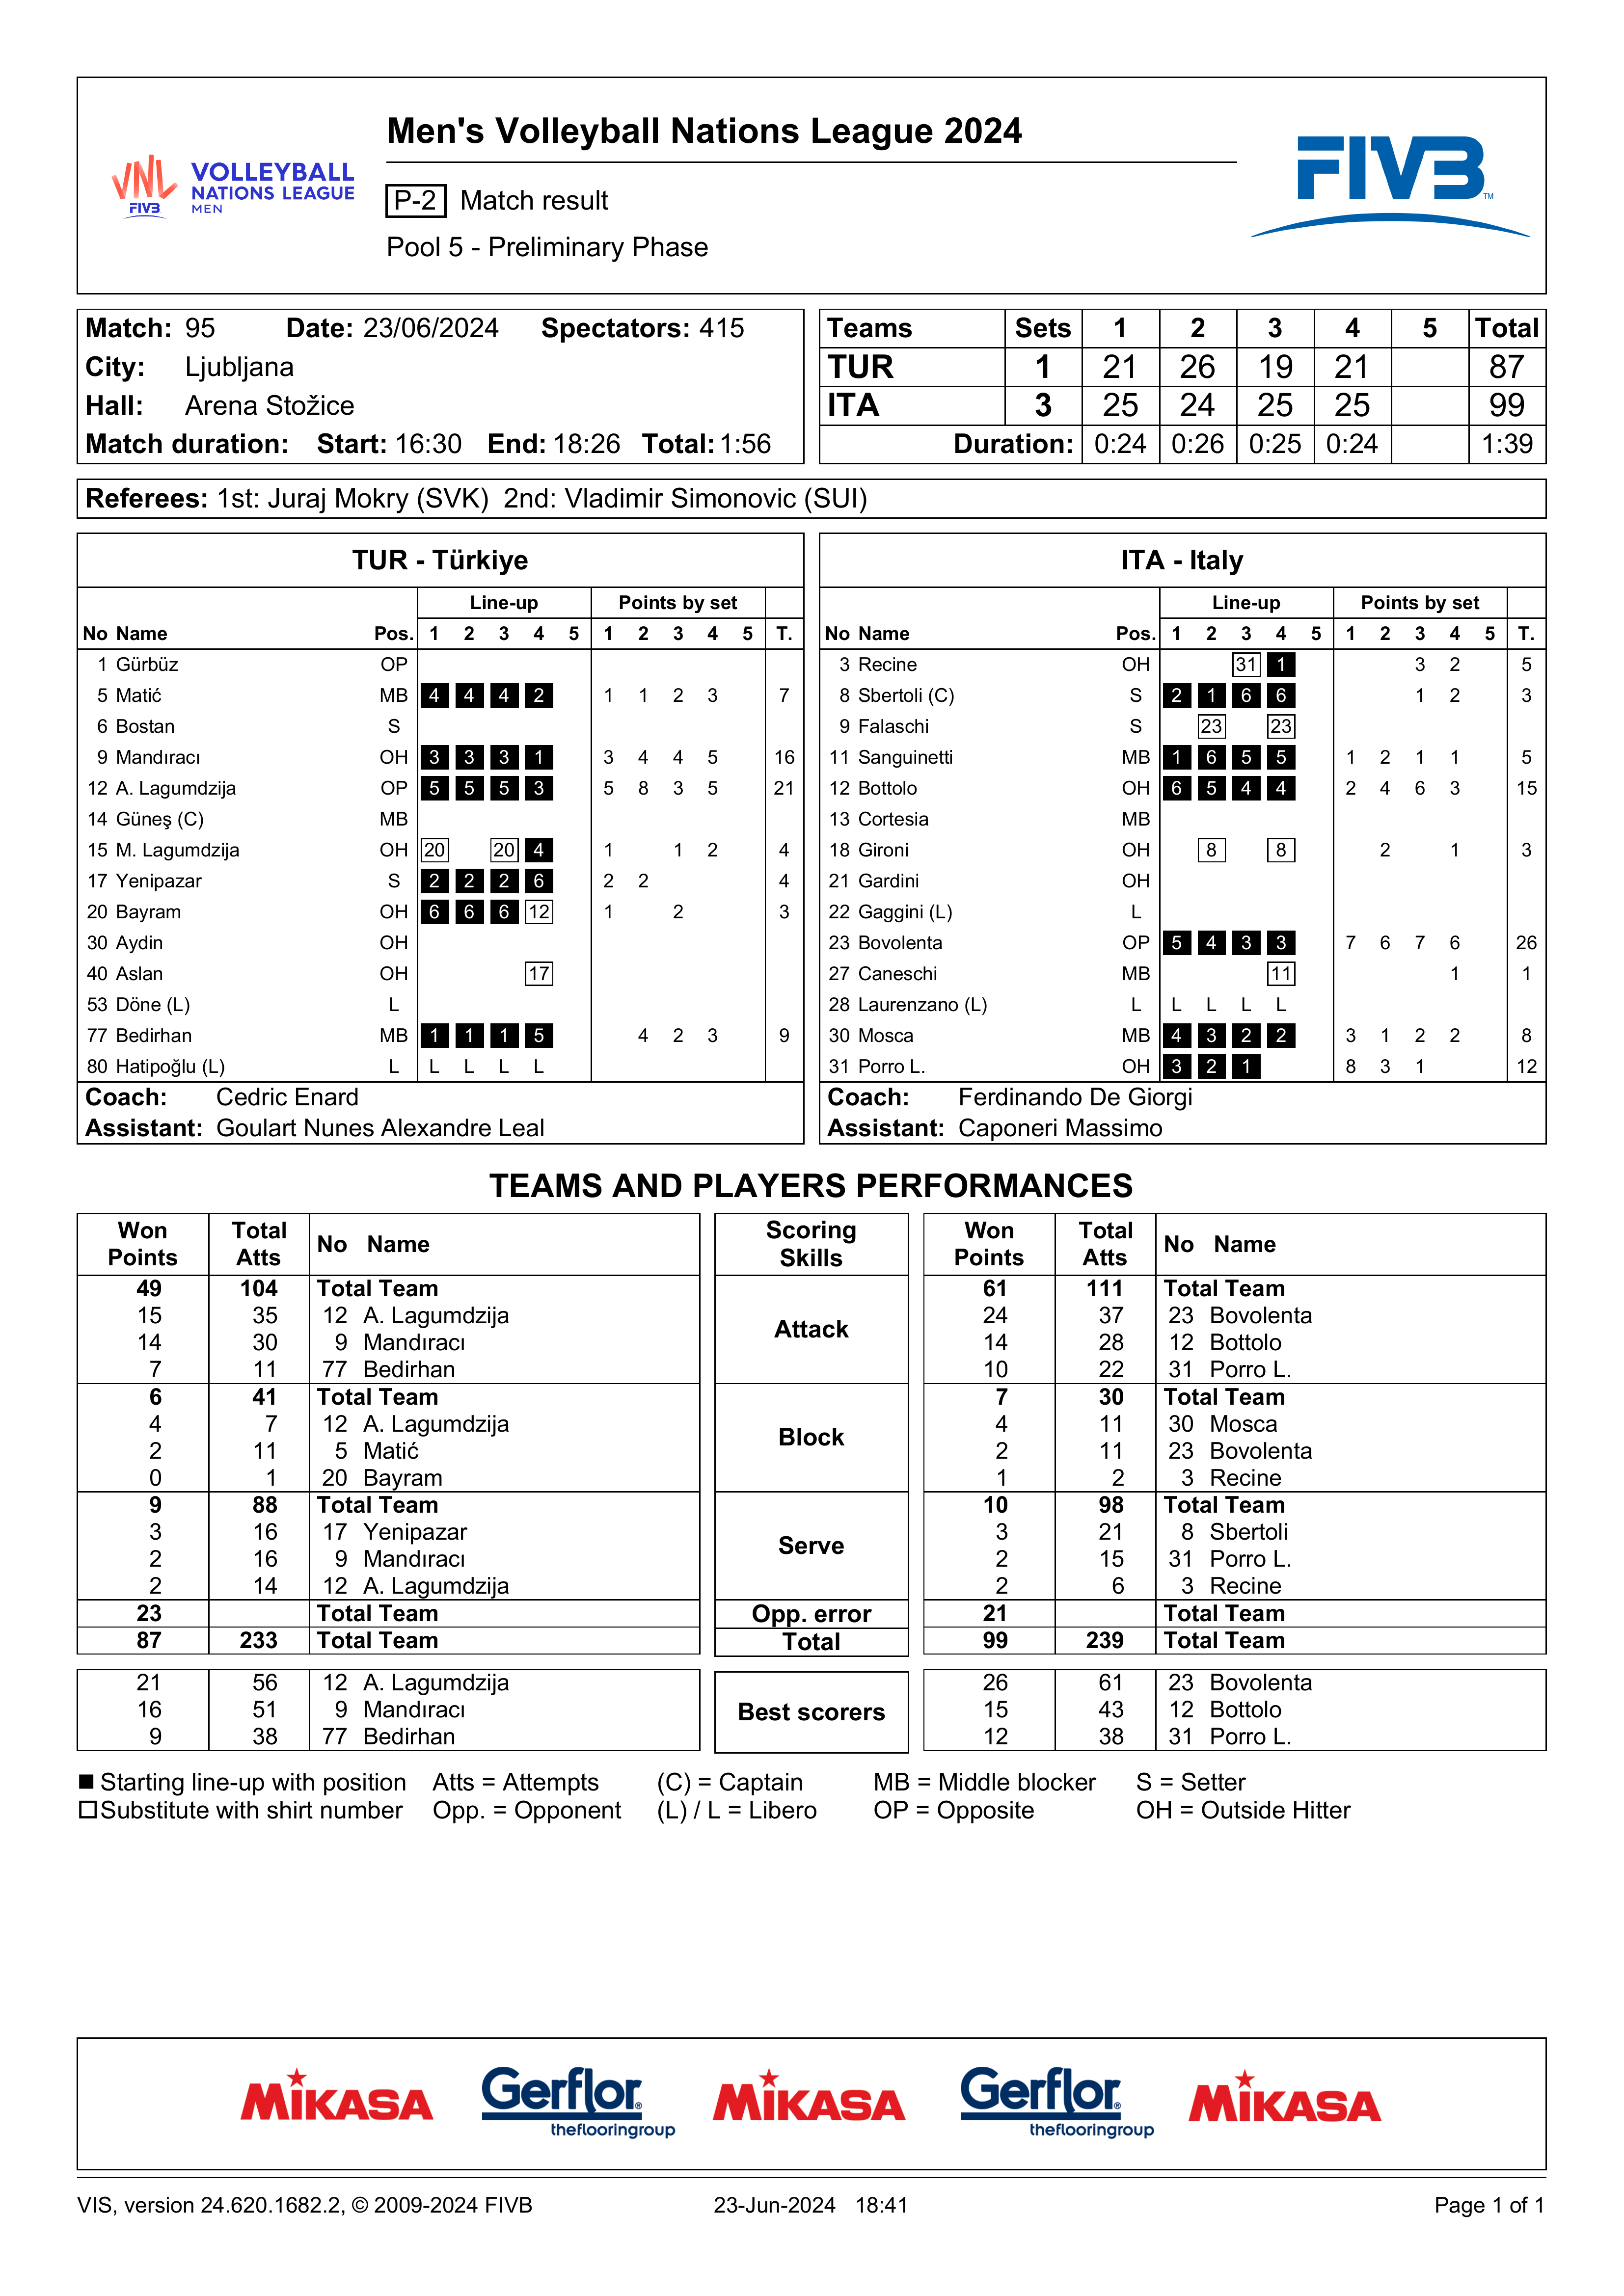 Men's Volleyball Nations League 2024
VNL FIVB VOLLEYBALL NATIONS LEAGUE MEN
P-2 Match result
Pool 5 - Preliminary Phase
FIVB TM
Match: 95 Date: 23/06/2024 Spectators: 415
City: Ljubljana
Hall: Arena Stožice
Match duration: Start: 16:30 End: 18:26 Total: 1:56
Teams Sets 1 2 3 4 5 Total
TUR 1 21 26 19 21 87
ITA 3 25 24 25 25 99
Duration: 0:24 0:26 0:25 0:24 1:39
Referees: 1st: Juraj Mokry (SVK) 2nd: Vladimir Simonovic (SUI)
TUR - Türkiye
Line-up Points by set
No Name Pos. 1 2 3 4 5 1 2 3 4 5 T.
1 Gürbüz OP
5 Matić MB 4 4 4 2 1 1 2 3 7
6 Bostan S
9 Mandıracı OH 3 3 3 1 3 4 4 5 16
12 A. Lagumdzija OP 5 5 5 3 5 8 3 5 21
14 Güneş (C) MB
15 M. Lagumdzija OH 20 20 4 1 1 2 4
17 Yenipazar S 2 2 2 6 2 2 4
20 Bayram OH 6 6 6 12 1 2 3
30 Aydin OH
40 Aslan OH 17
53 Döne (L) L
77 Bedirhan MB 1 1 1 5 4 2 3 9
80 Hatipoğlu (L) L L L L L
Coach: Cedric Enard
Assistant: Goulart Nunes Alexandre Leal
ITA - Italy
Line-up Points by set
No Name Pos. 1 2 3 4 5 1 2 3 4 5 T.
3 Recine OH 31 1 3 2 5
8 Sbertoli (C) S 2 1 6 6 1 2 3
9 Falaschi S 23 23
11 Sanguinetti MB 1 6 5 5 1 2 1 1 5
12 Bottolo OH 6 5 4 4 2 4 6 3 15
13 Cortesia MB
18 Gironi OH 8 8 2 1 3
21 Gardini OH
22 Gaggini (L) L
23 Bovolenta OP 5 4 3 3 7 6 7 6 26
27 Caneschi MB 11 1 1
28 Laurenzano (L) L L L L L
30 Mosca MB 4 3 2 2 3 1 2 2 8
31 Porro L. OH 3 2 1 8 3 1 12
Coach: Ferdinando De Giorgi
Assistant: Caponeri Massimo
TEAMS AND PLAYERS PERFORMANCES
Won Points Total Atts No Name Scoring Skills Won Points Total Atts No Name
49 104 Total Team Attack 61 111 Total Team
15 35 12 A. Lagumdzija 24 37 23 Bovolenta
14 30 9 Mandıracı 14 28 12 Bottolo
7 11 77 Bedirhan 10 22 31 Porro L.
6 41 Total Team Block 7 30 Total Team
4 7 12 A. Lagumdzija 4 11 30 Mosca
2 11 5 Matić 2 11 23 Bovolenta
0 1 20 Bayram 1 2 3 Recine
9 88 Total Team Serve 10 98 Total Team
3 16 17 Yenipazar 3 21 8 Sbertoli
2 16 9 Mandıracı 2 15 31 Porro L.
2 14 12 A. Lagumdzija 2 6 3 Recine
23 Total Team Opp. error 21 Total Team
87 233 Total Team Total 99 239 Total Team
21 56 12 A. Lagumdzija Best scorers 26 61 23 Bovolenta
16 51 9 Mandıracı 15 43 12 Bottolo
9 38 77 Bedirhan 12 38 31 Porro L.
Starting line-up with position Atts = Attempts (C) = Captain MB = Middle blocker S = Setter
Substitute with shirt number Opp. = Opponent (L) / L = Libero OP = Opposite OH = Outside Hitter
MIKASA Gerflor® theflooringgroup MIKASA Gerflor® theflooringgroup MIKASA
VIS, version 24.620.1682.2, © 2009-2024 FIVB 23-Jun-2024 18:41 Page 1 of 1